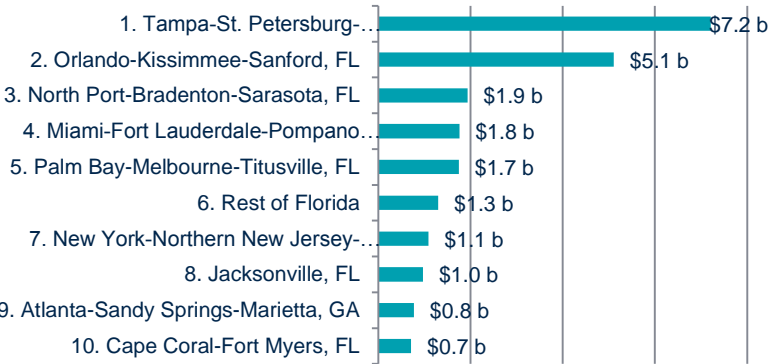 1. Tampa-St. Petersburg-… $7.2 b
2. Orlando-Kissimmee-Sanford, FL $5.1 b
3. North Port-Bradenton-Sarasota, FL $1.9 b
4. Miami-Fort Lauderdale-Pompano… $1.8 b
5. Palm Bay-Melbourne-Titusville, FL $1.7 b
6. Rest of Florida $1.3 b
7. New York-Northern New Jersey-… $1.1 b
8. Jacksonville, FL $1.0 b
9. Atlanta-Sandy Springs-Marietta, GA $0.8 b
10. Cape Coral-Fort Myers, FL $0.7 b